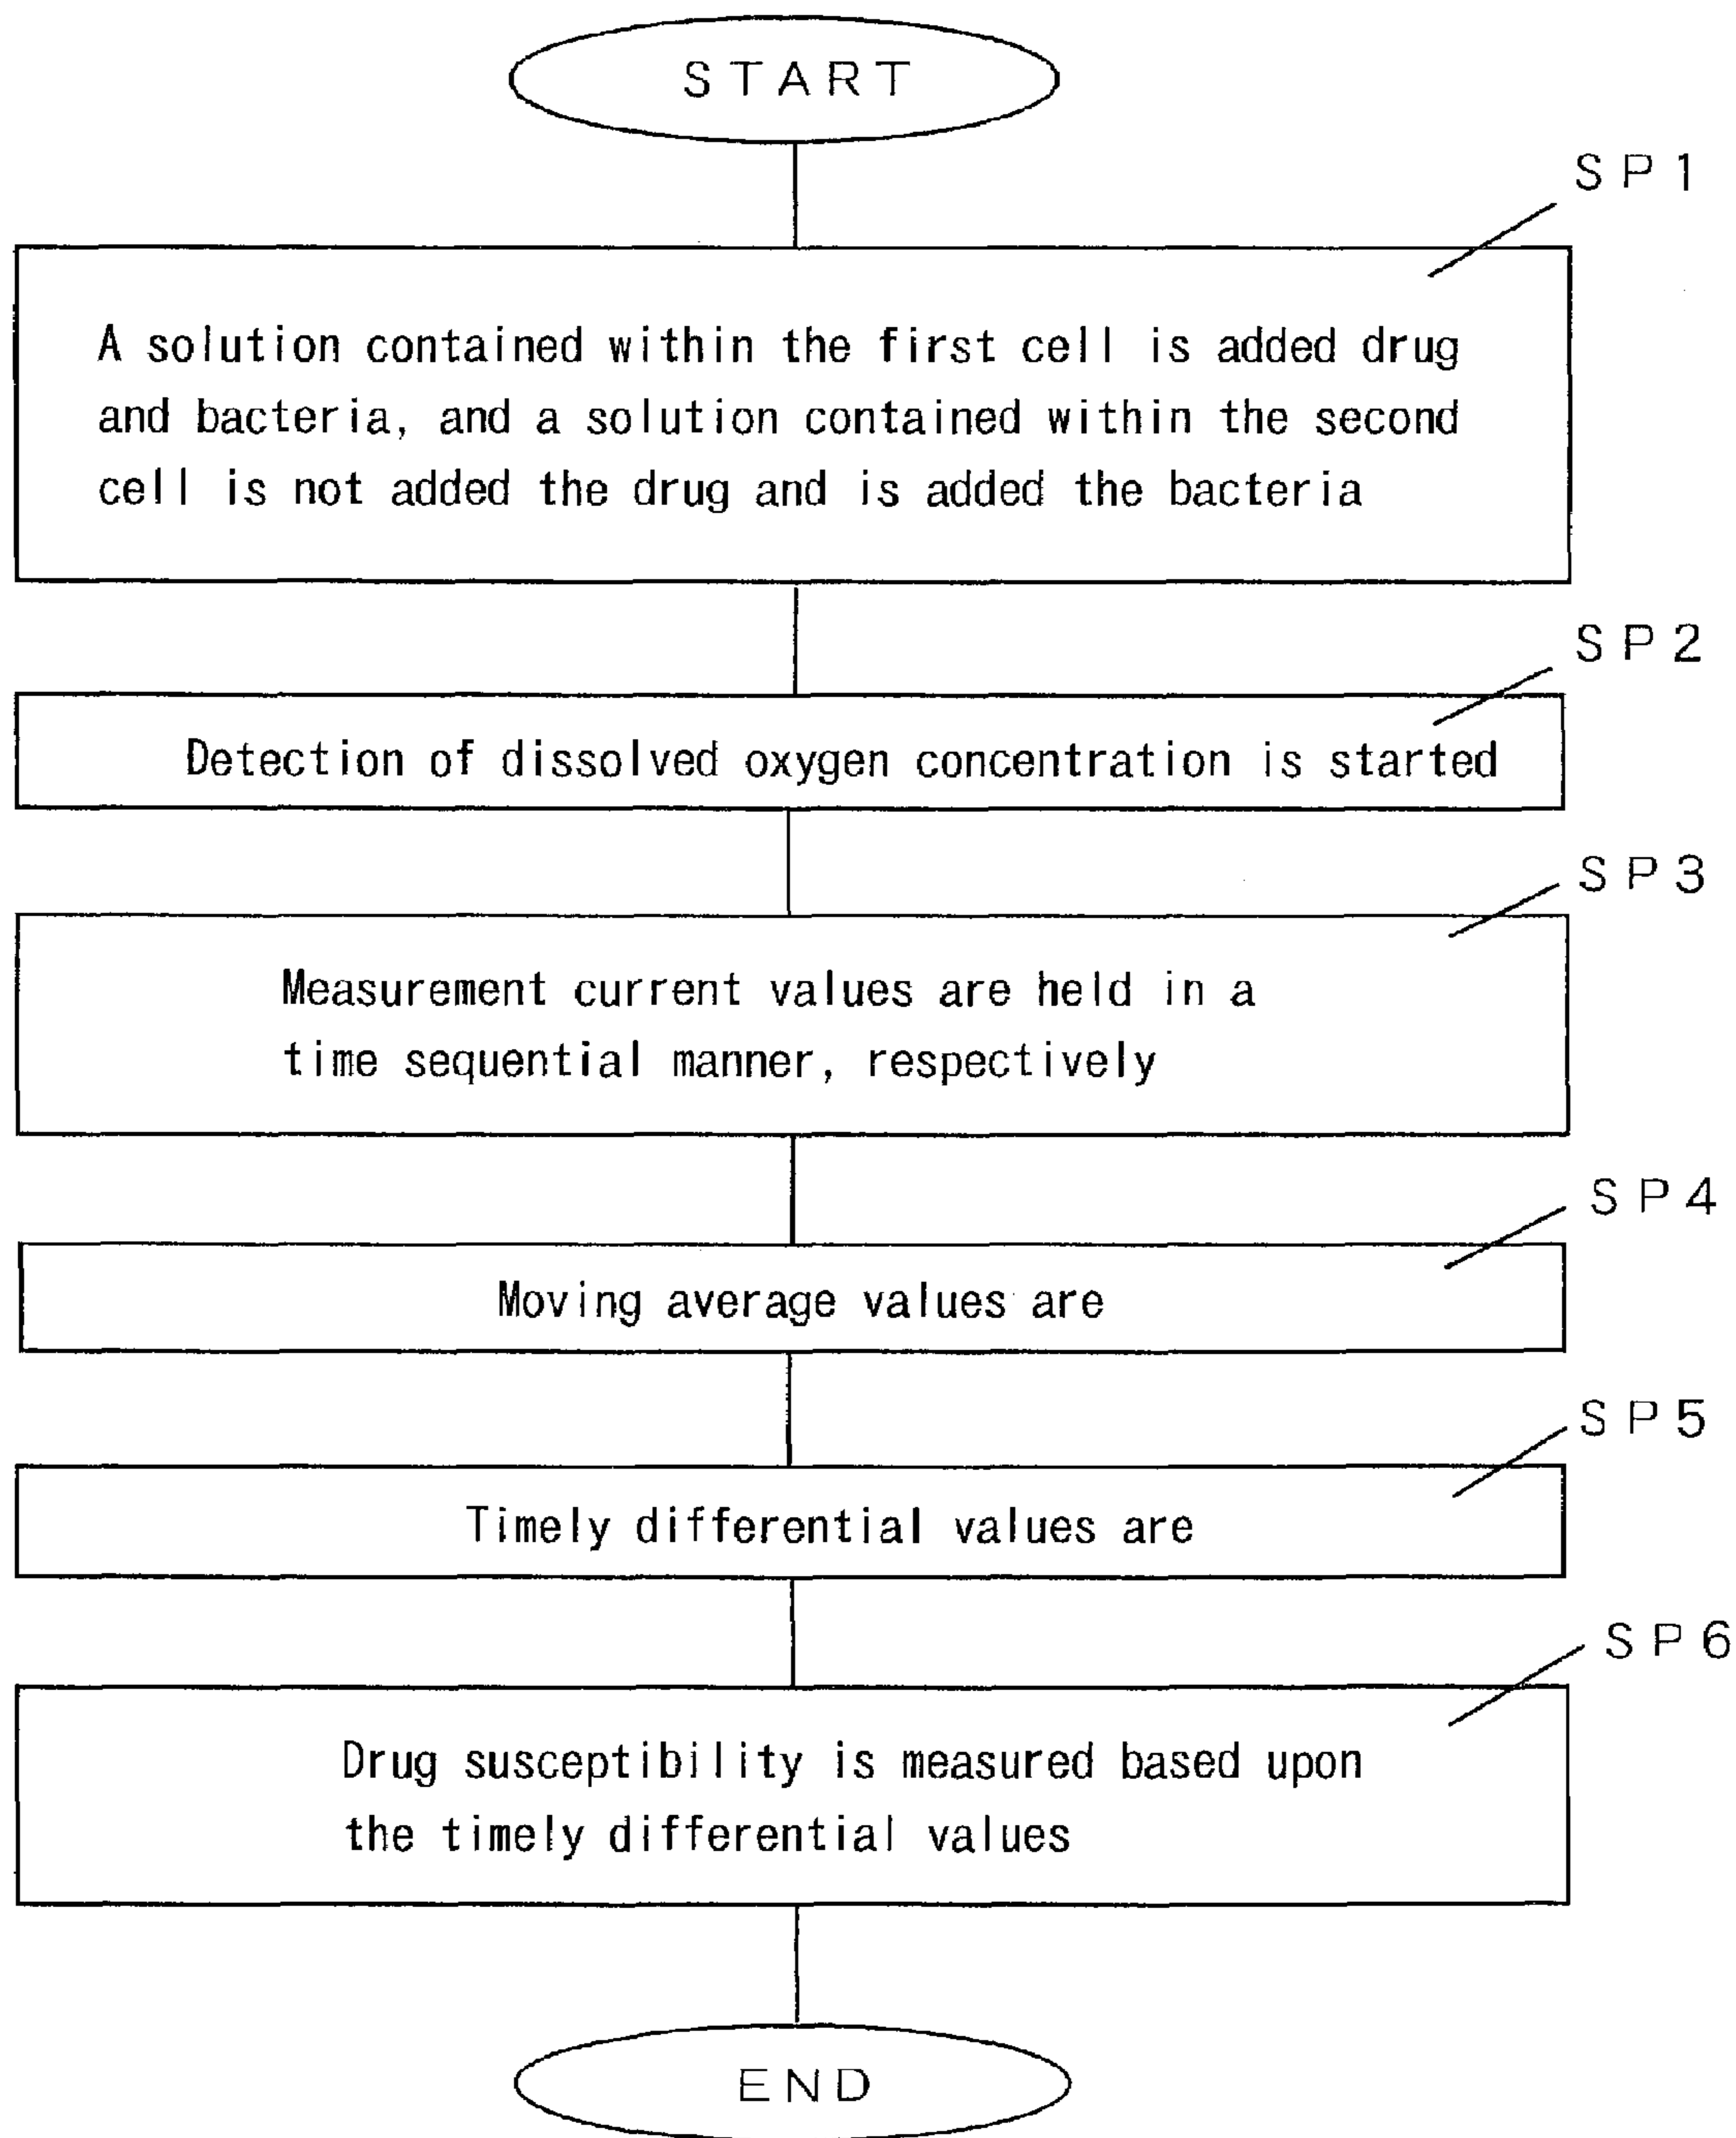 START
SP1
A solution contained within the first cell is added drug
and bacteria, and a solution contained within the second
cell is not added the drug and is added the bacteria
SP2
Detection of dissolved oxygen concentration is started
SP3
Measurement current values are held in a
time sequential manner, respectively
SP4
Moving average values are
SP5
Timely differential values are
SP6
Drug susceptibility is measured based upon
the timely differential values
END